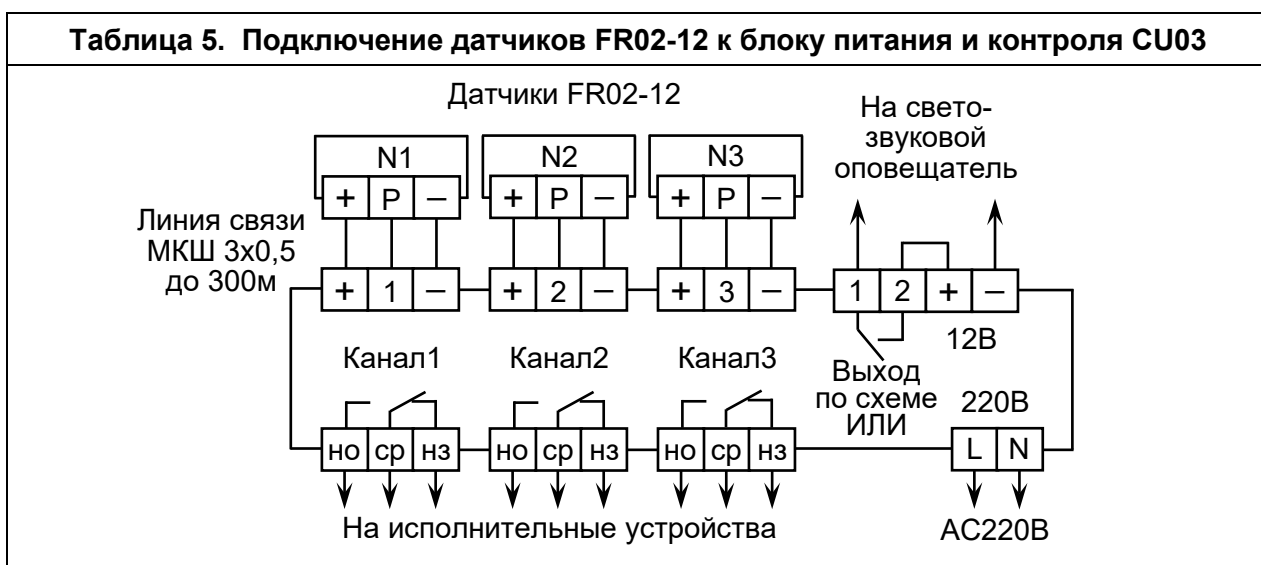 Таблица 5. Подключение датчиков FR02-12 к блоку питания и контроля CU03
Датчики FR02-12
На свето-
звуковой
оповещатель
N1 N2 N3
+ P – + P – + P –
Линия связи
МКШ 3х0,5
до 300м
+ 1 – + 2 – + 3 – 1 2 + –
12В
Канал1 Канал2 Канал3
Выход
по схеме
ИЛИ
220В
но ср нз но ср нз но ср нз L N
На исполнительные устройства
AC220В